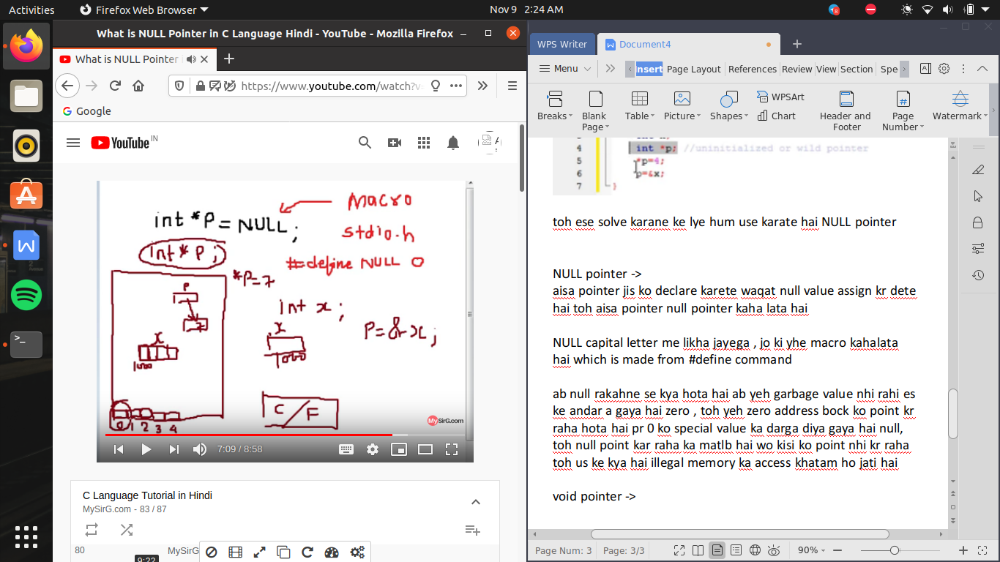 Activities
Firefox Web Browser
Nov 9 2:24 AM
8
What is NULL Pointer in C Language Hindi - YouTube - Mozilla Firefox
What is NULL Pointer
https://www.youtube.com/watch?v=
Google
YouTube IN
int *P = NULL;
Macro
stdio.h
#define NULL 0
int* P;
*P=7
P
7
int x;
x
1000
P=&x;
x
1000
0 1 2 3 4
C/F
MySirG.com
7:09 / 8:58
C Language Tutorial in Hindi
MySirG.com - 83 / 87
80
MySirG
9:22
WPS Writer
Document4
Menu
Insert
Page Layout
References
Review
View
Section
Spe
Breaks
Blank Page
Table
Picture
Shapes
WPSArt
Chart
Header and Footer
Page Number
Watermark
4 int *p; //uninitialized or wild pointer
5 *p=4;
6 p=&x;
7 }
toh ese solve karane ke lye hum use karate hai NULL pointer
NULL pointer ->
aisa pointer jis ko declare karete waqat null value assign kr dete
hai toh aisa pointer null pointer kaha lata hai
NULL capital letter me likha jayega , jo ki yhe macro kahalata
hai which is made from #define command
ab null rakahne se kya hota hai ab yeh garbage value nhi rahi es
ke andar a gaya hai zero , toh yeh zero address bock ko point kr
raha hota hai pr 0 ko special value ka darga diya gaya hai null,
toh null point kar raha ka matlb hai wo kisi ko point nhi kr raha
toh us ke kya hai illegal memory ka access khatam ho jati hai
void pointer ->
Page Num: 3
Page: 3/3
90%